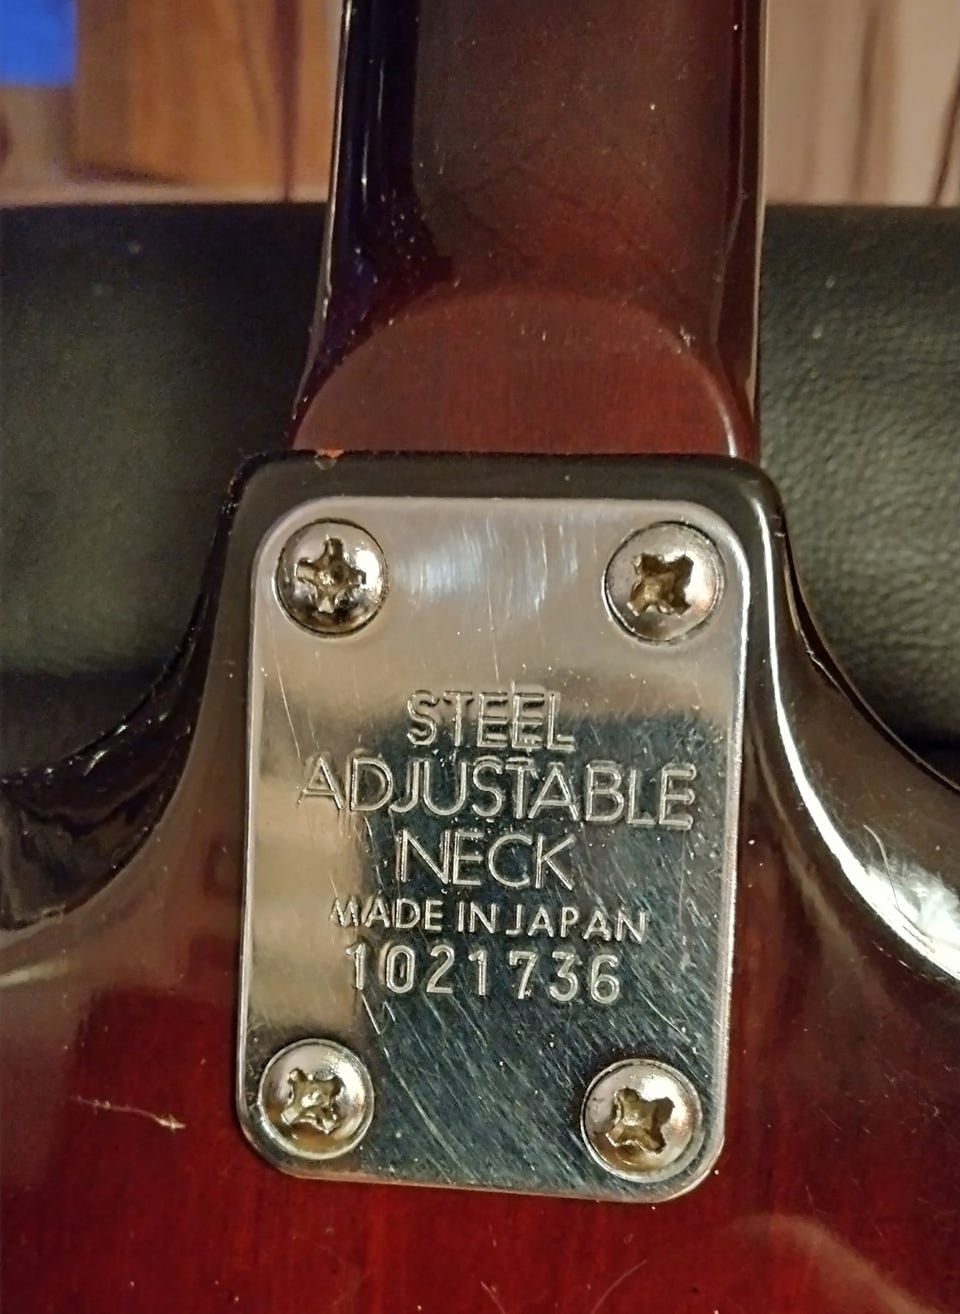 STEEL
ADJUSTABLE
NECK
MADE IN JAPAN
1021736